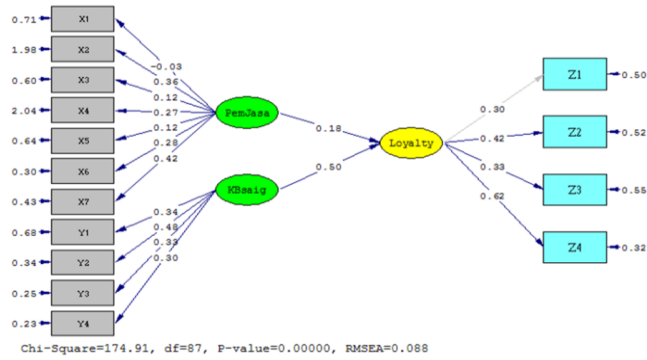 0.71 X1
1.98 X2
0.60 X3
2.04 X4
0.64 X5
0.30 X6
0.43 X7
0.68 Y1
0.34 Y2
0.25 Y3
0.23 Y4
-0.03
0.36
0.12
0.27
0.12
0.28
0.42
0.34
0.48
0.33
0.30
PemJasa
KBsaig
0.18
0.50
Loyalty
0.30
0.42
0.33
0.62
Z1 0.50
Z2 0.52
Z3 0.55
Z4 0.32
Chi-Square=174.91, df=87, P-value=0.00000, RMSEA=0.088